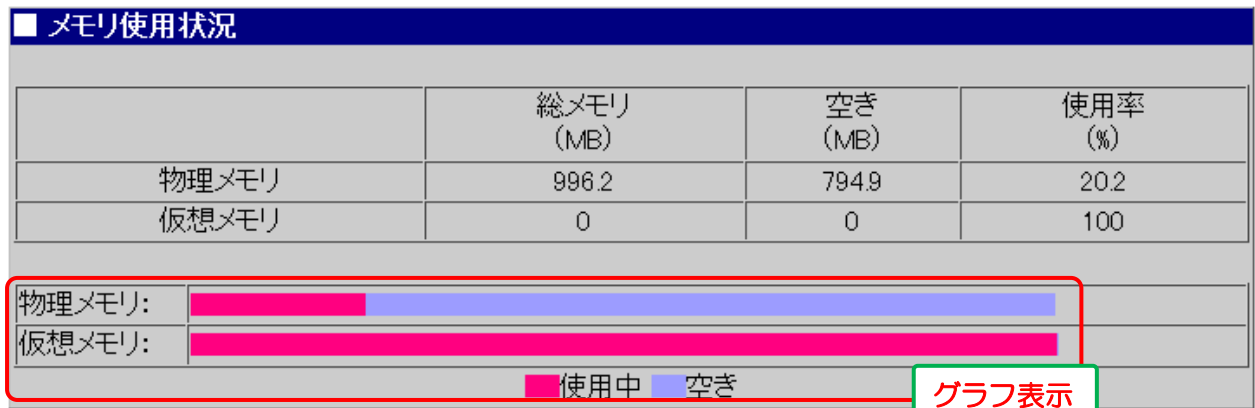 ■ メモリ使用状況
総メモリ 空き 使用率
(MB) (MB) (%)
物理メモリ 996.2 794.9 20.2
仮想メモリ 0 0 100
物理メモリ:
仮想メモリ:
使用中 空き
グラフ表示